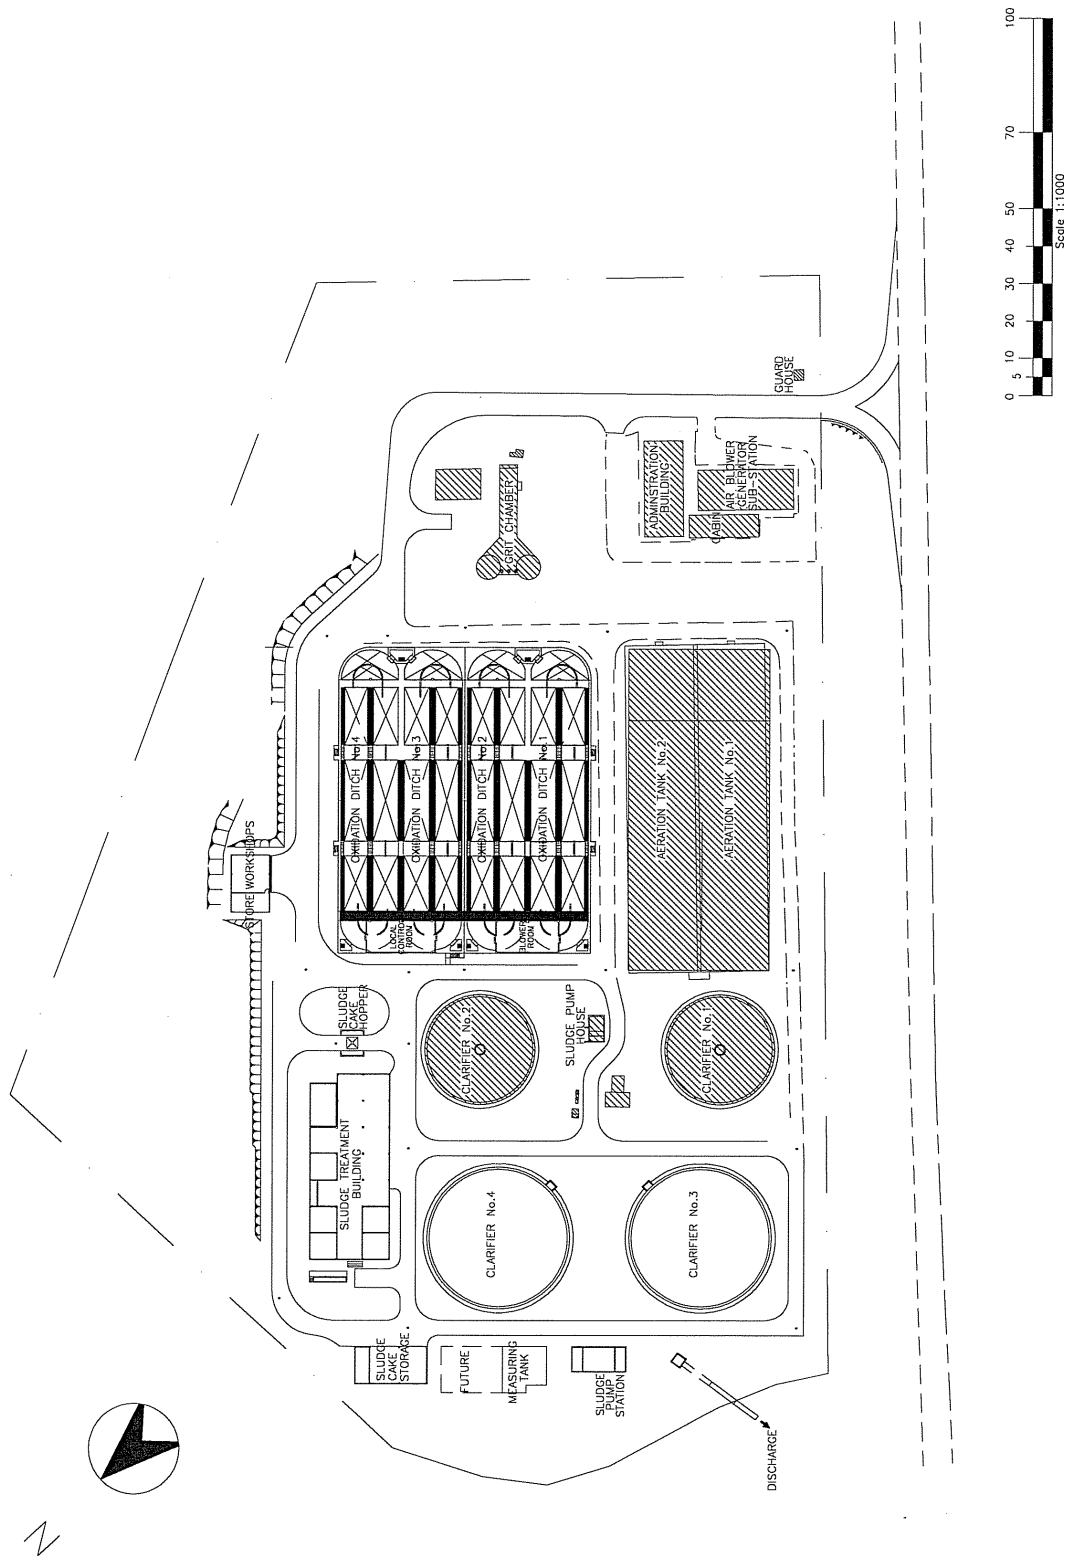 STORE WORKSHOPS
GUARD
HOUSE
ADMINSTRATION
BUILDING
CABIN
AIR BLOWER
GENERATOR
SUB-STATION
GRIT CHAMBER
OXIDATION DITCH No.4
OXIDATION DITCH No.3
OXIDATION DITCH No.2
OXIDATION DITCH No.1
AERATION TANK No.2
AERATION TANK No.1
LOCAL
CONTROL
ROON
BLOWER
ROON
SLUDGE
CAKE
HOPPER
CLARIFIER No.2
SLUDGE PUMP
HOUSE
CLARIFIER No.1
SLUDGE TREATMENT
BUILDING
CLARIFIER No.4
CLARIFIER No.3
SLUDGE
CAKE
STORAGE
FUTURE
MEASURING
TANK
SLUDGE
PUMP
STATION
DISCHARGE
N
0 5 10 20 30 40 50 70 100
Scale 1:1000